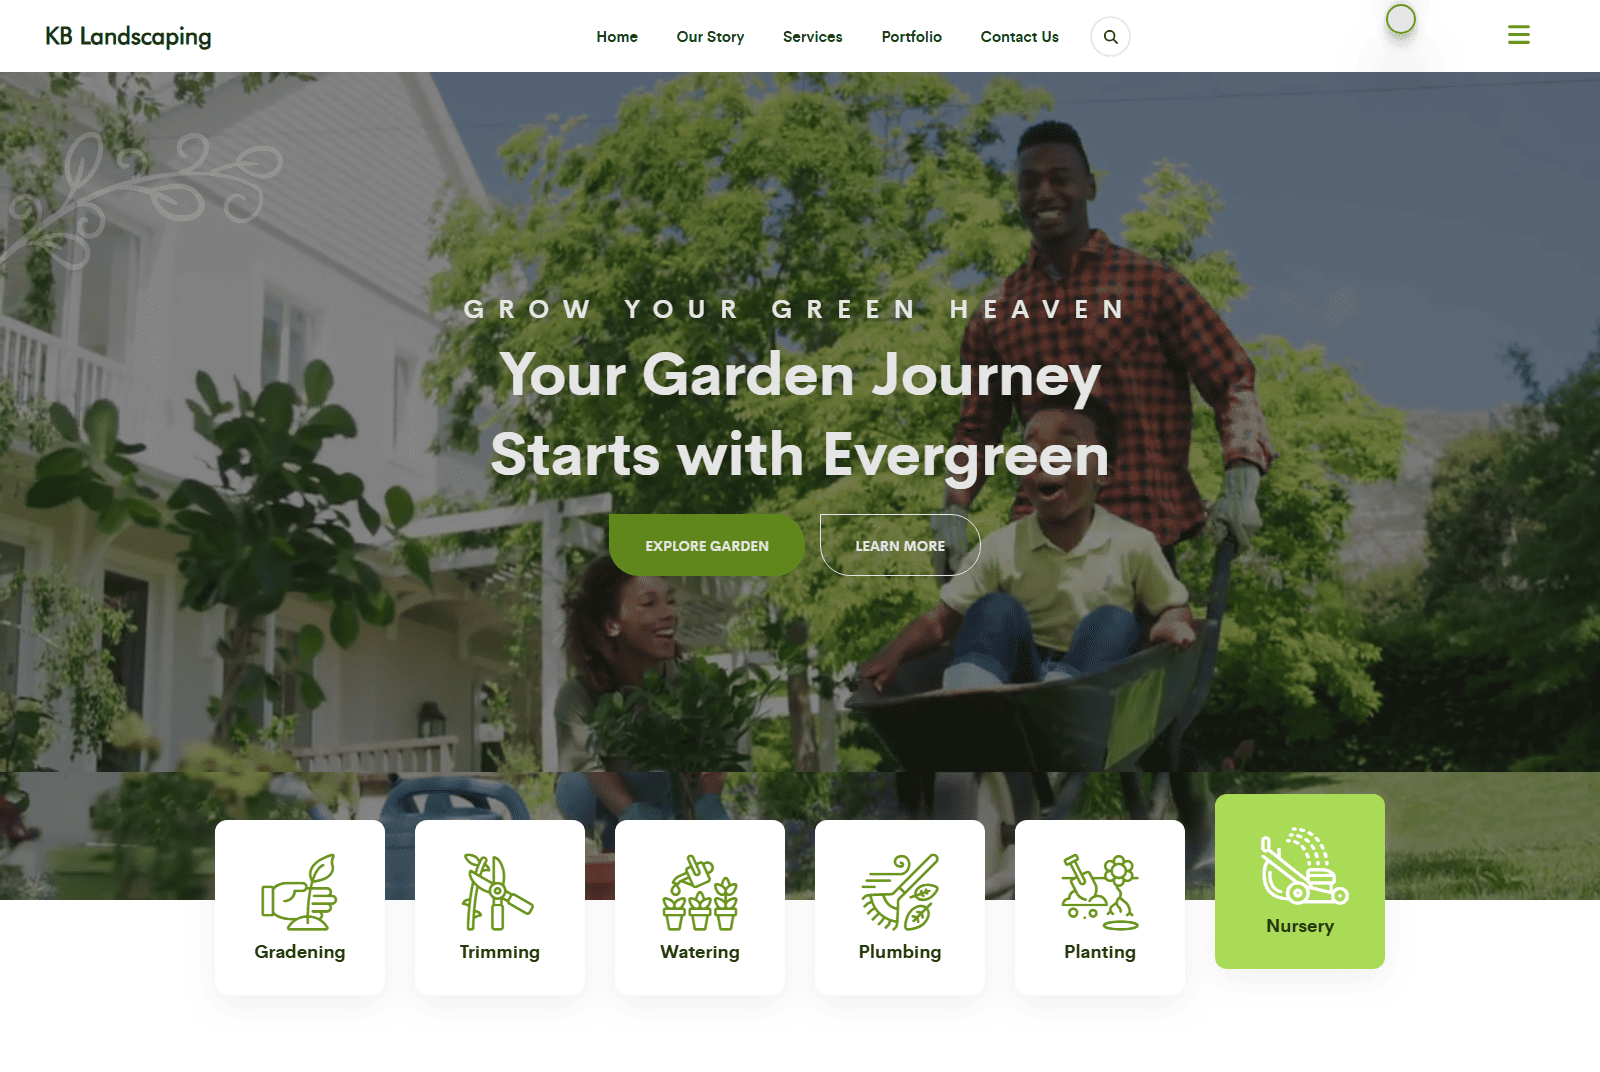 KB Landscaping
Home
Our Story
Services
Portfolio
Contact Us
GROW YOUR GREEN HEAVEN
Your Garden Journey
Starts with Evergreen
EXPLORE GARDEN
LEARN MORE
Gradening
Trimming
Watering
Plumbing
Planting
Nursery